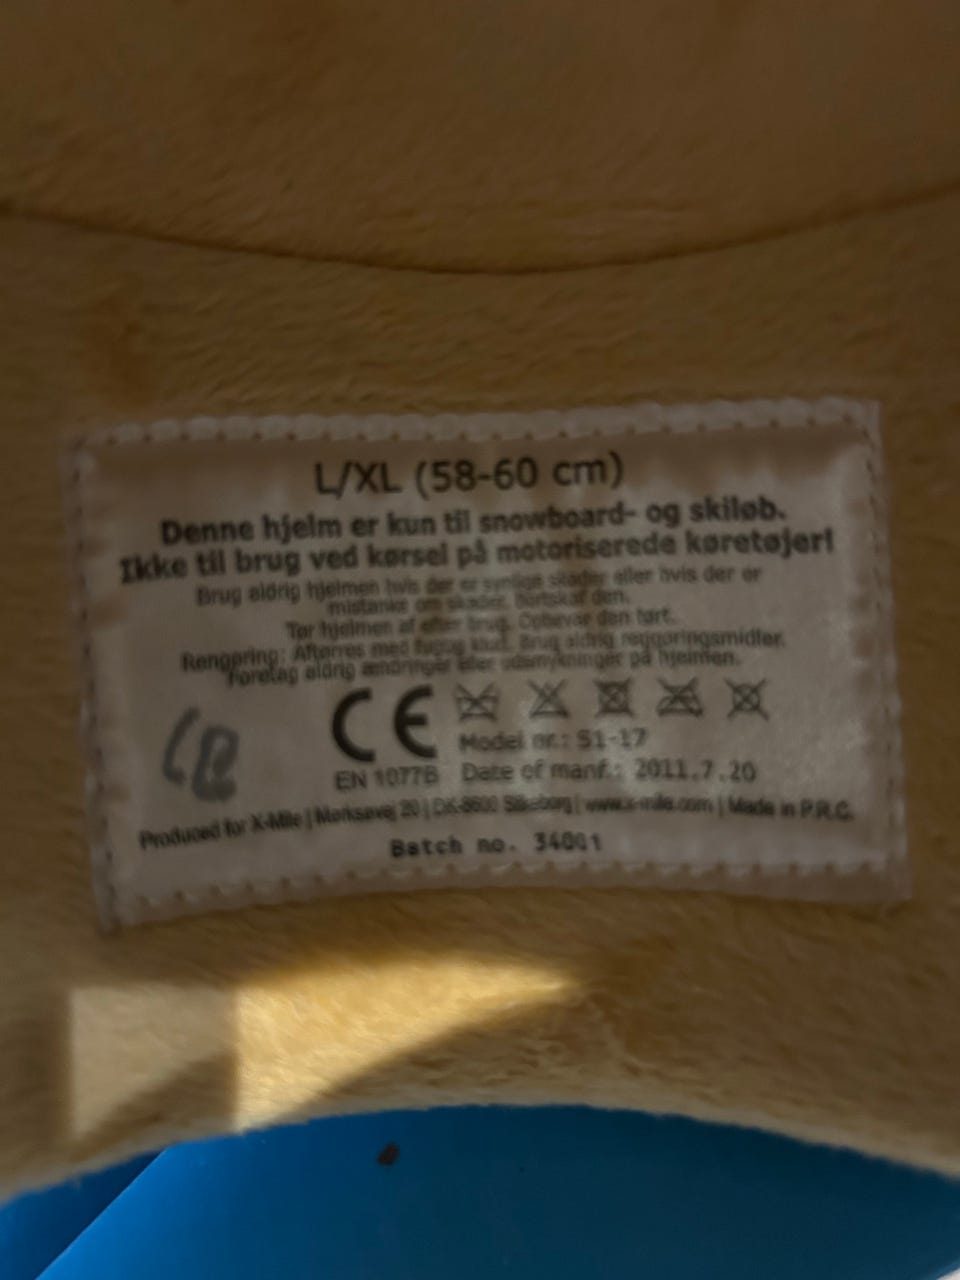 L/XL (58-60 cm)
Denne hjelm er kun til snowboard- og skiløb.
Ikke til brug ved kørsel på motoriserede køretøjer!
Brug aldrig hjelmen hvis der er synlige skader eller hvis der er
mistanke om skader, bortskaf den.
Tør hjelmen af efter brug. Opbevar den tørt.
Rengøring: Aftørres med fugtig klud. Brug aldrig rengøringsmidler.
Foretag aldrig ændringer eller udsmykninger på hjelmen.
CE
Model nr.: S1-17
EN 1077B Date of manf.: 2011.7.20
Produced for X-Mile | Mørksøvej 20 | DK-8600 Silkeborg | www.x-mile.com | Made in P.R.C.
Batch no. 34001